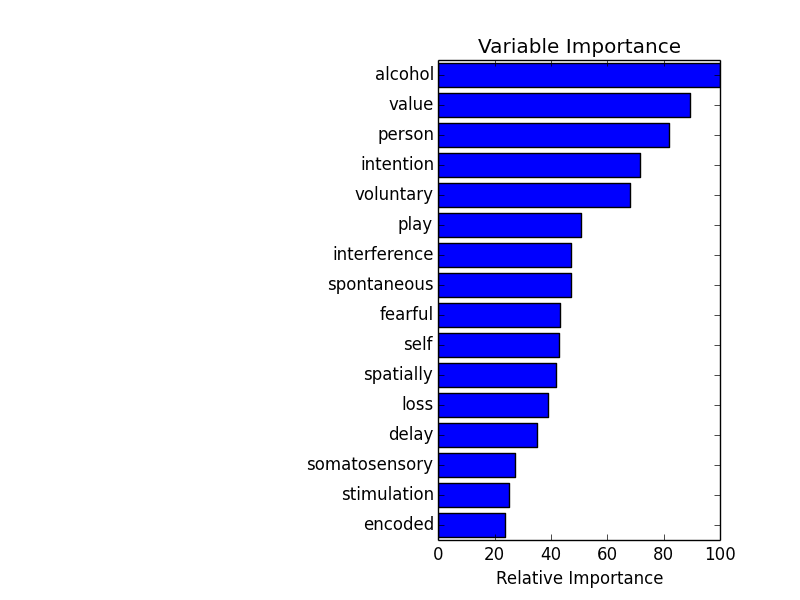 Variable Importance
alcohol
value
person
intention
voluntary
play
interference
spontaneous
fearful
self
spatially
loss
delay
somatosensory
stimulation
encoded
0 20 40 60 80 100
Relative Importance